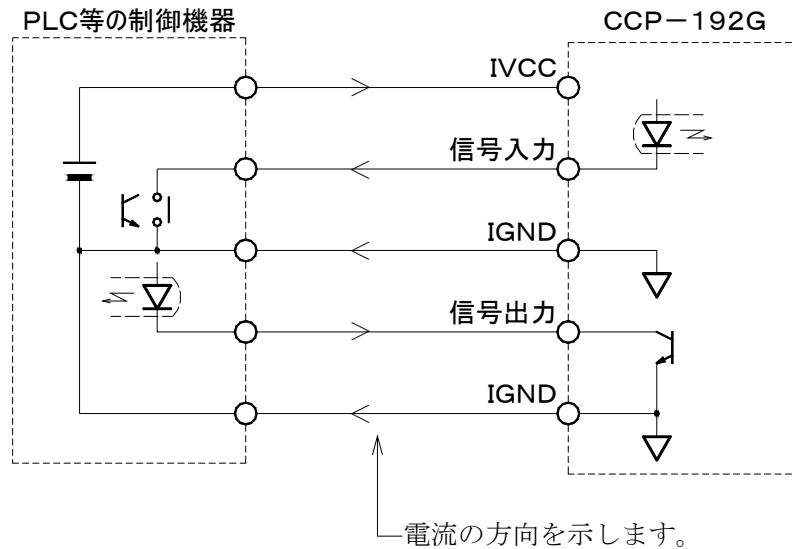 PLC等の制御機器
CCP－192G
IVCC
信号入力
IGND
信号出力
IGND
電流の方向を示します。